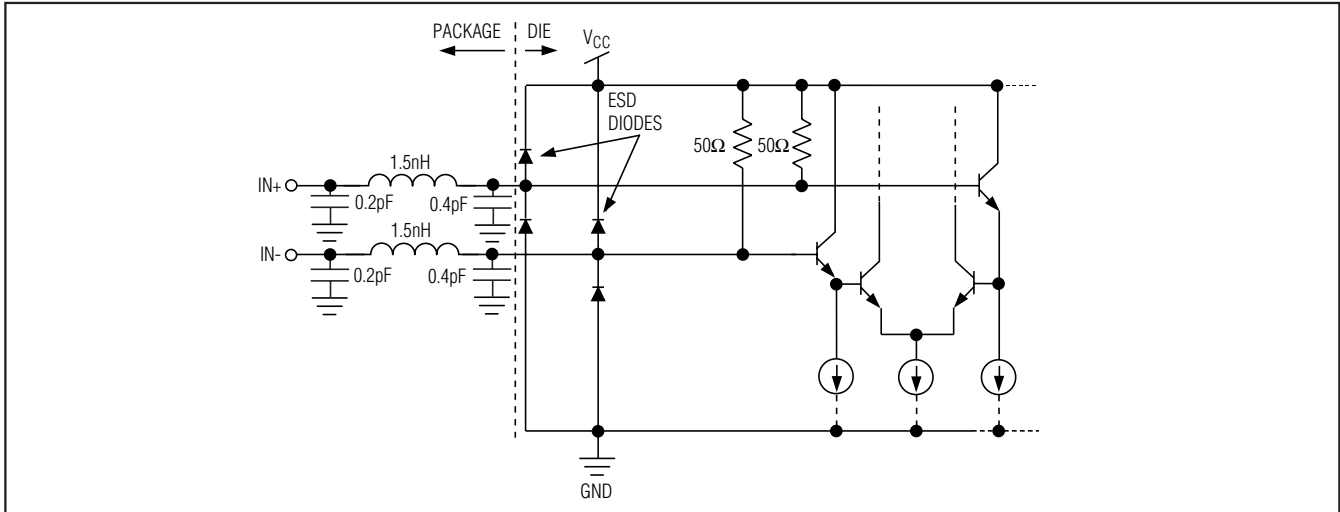 PACKAGE DIE
V_CC
ESD
DIODES
50Ω 50Ω
1.5nH
IN+
0.2pF 0.4pF
1.5nH
IN-
0.2pF 0.4pF
GND